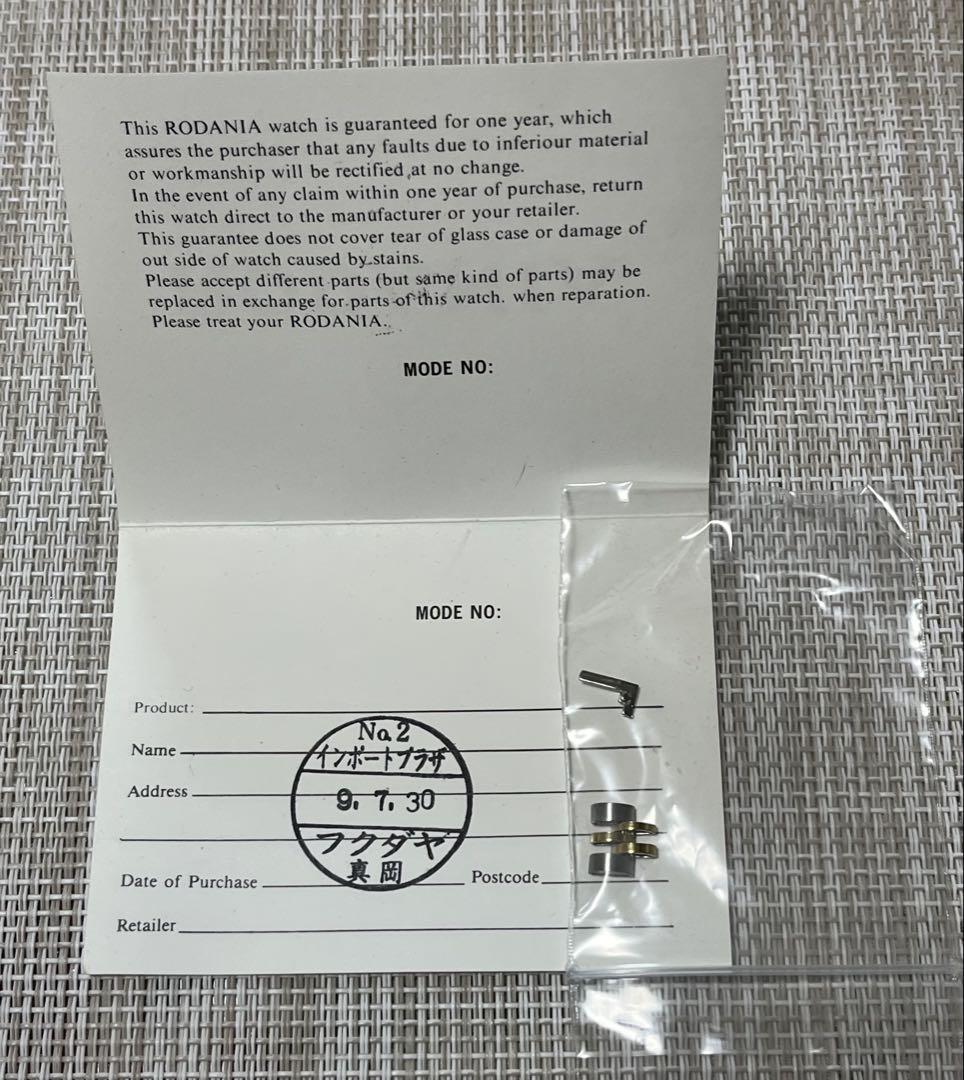 This RODANIA watch is guaranteed for one year, which
assures the purchaser that any faults due to inferiour material
or workmanship will be rectified at no change.
In the event of any claim within one year of purchase, return
this watch direct to the manufacturer or your retailer.
This guarantee does not cover tear of glass case or damage of
out side of watch caused by stains.
Please accept different parts (but same kind of parts) may be
replaced in exchange for parts of this watch. when reparation.
Please treat your RODANIA.
MODE NO:
MODE NO:
Product:
Name
Address
Date of Purchase
Postcode
Retailer
No.2
インポートプラザ
9. 7. 30
フクダヤ
真岡